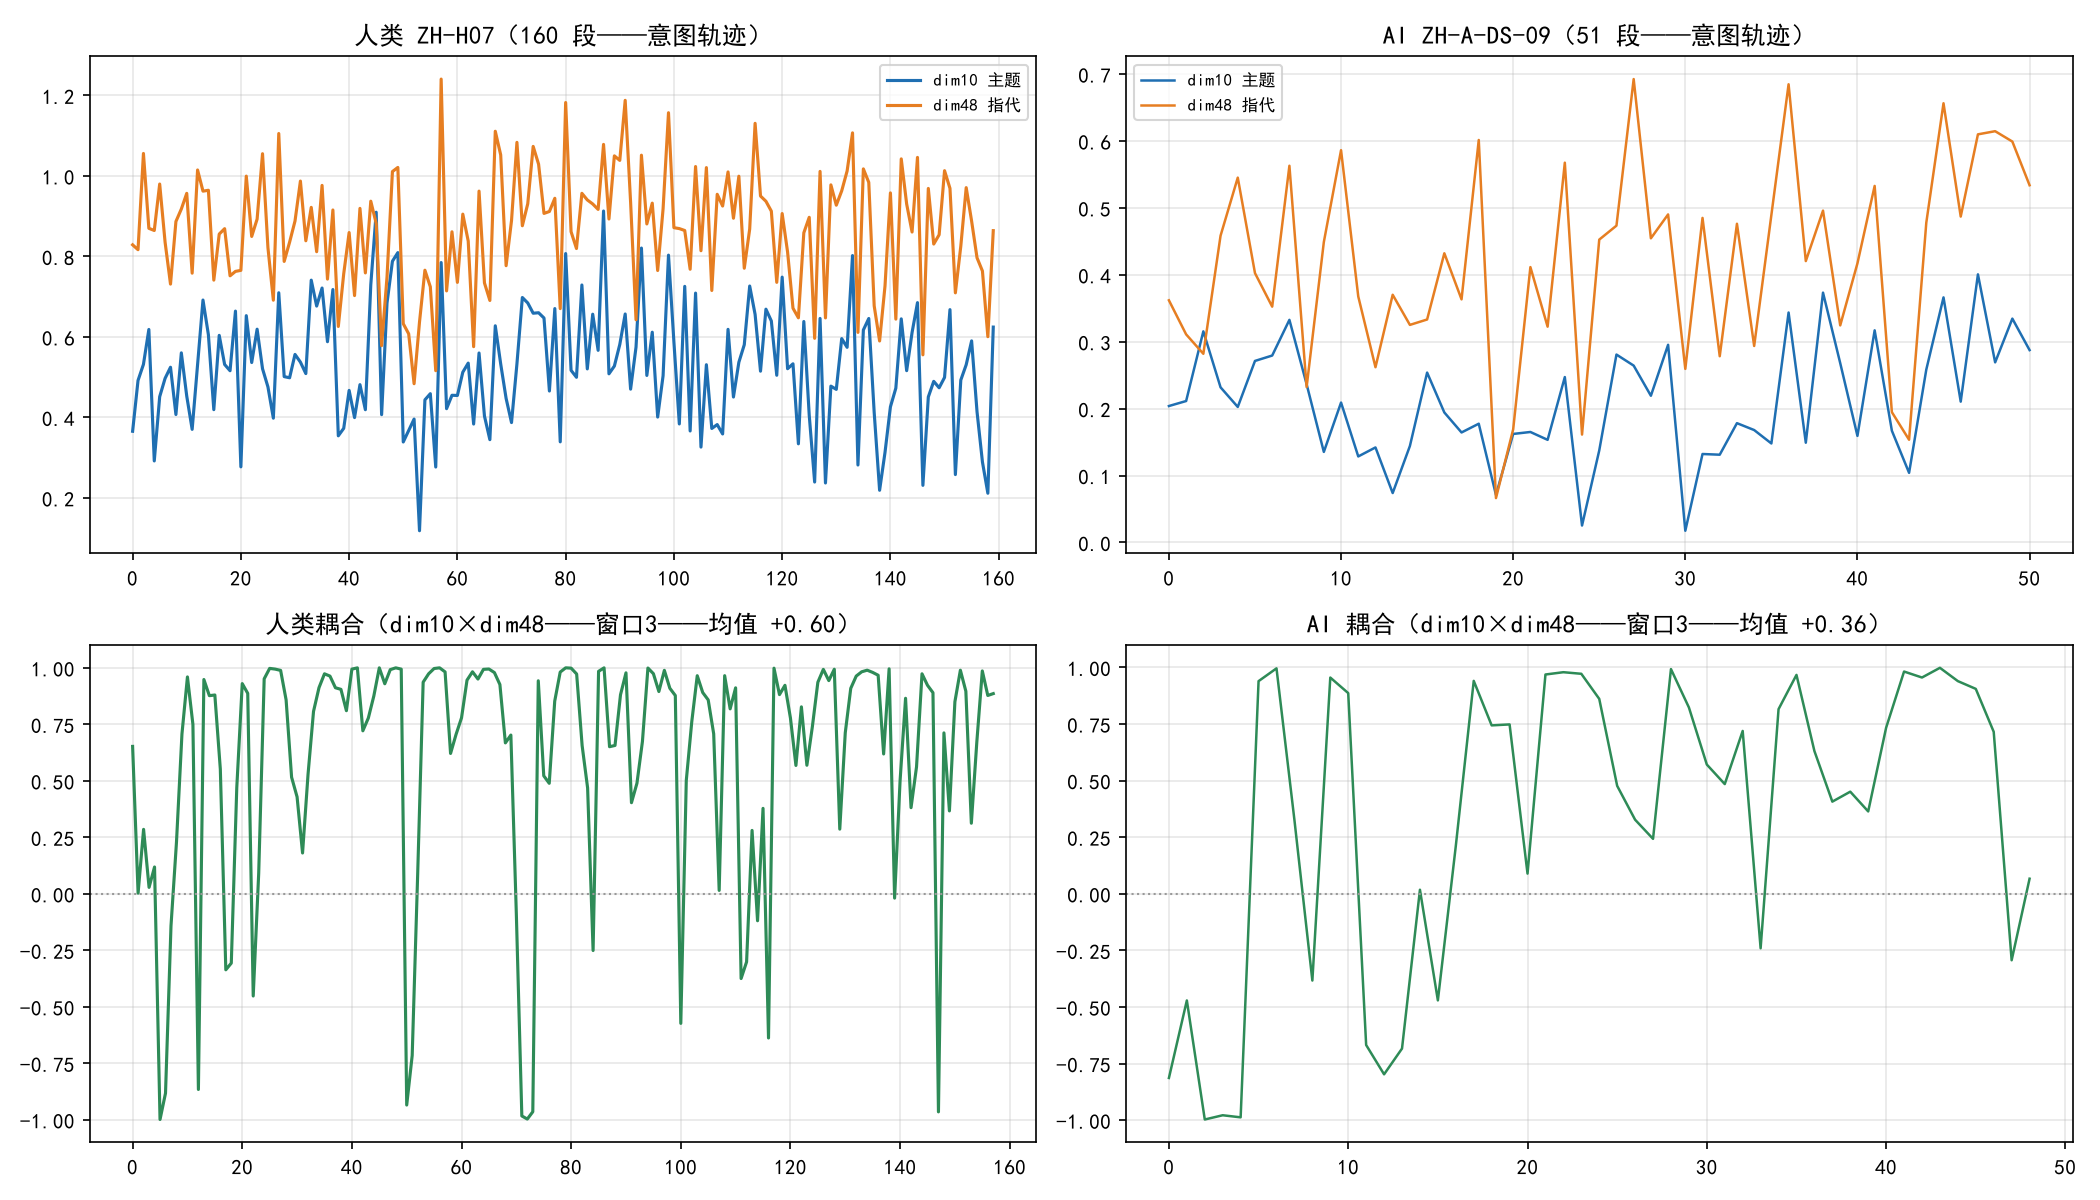 人类 ZH-H07（160 段——意图轨迹）
dim10 主题
dim48 指代
1.2
1.0
0.8
0.6
0.4
0.2
0 20 40 60 80 100 120 140 160
AI ZH-A-DS-09（51 段——意图轨迹）
dim10 主题
dim48 指代
0.7
0.6
0.5
0.4
0.3
0.2
0.1
0.0
0 10 20 30 40 50
人类耦合（dim10×dim48——窗口3——均值 +0.60）
1.00
0.75
0.50
0.25
0.00
−0.25
−0.50
−0.75
−1.00
0 20 40 60 80 100 120 140 160
AI 耦合（dim10×dim48——窗口3——均值 +0.36）
1.00
0.75
0.50
0.25
0.00
−0.25
−0.50
−0.75
−1.00
0 10 20 30 40 50